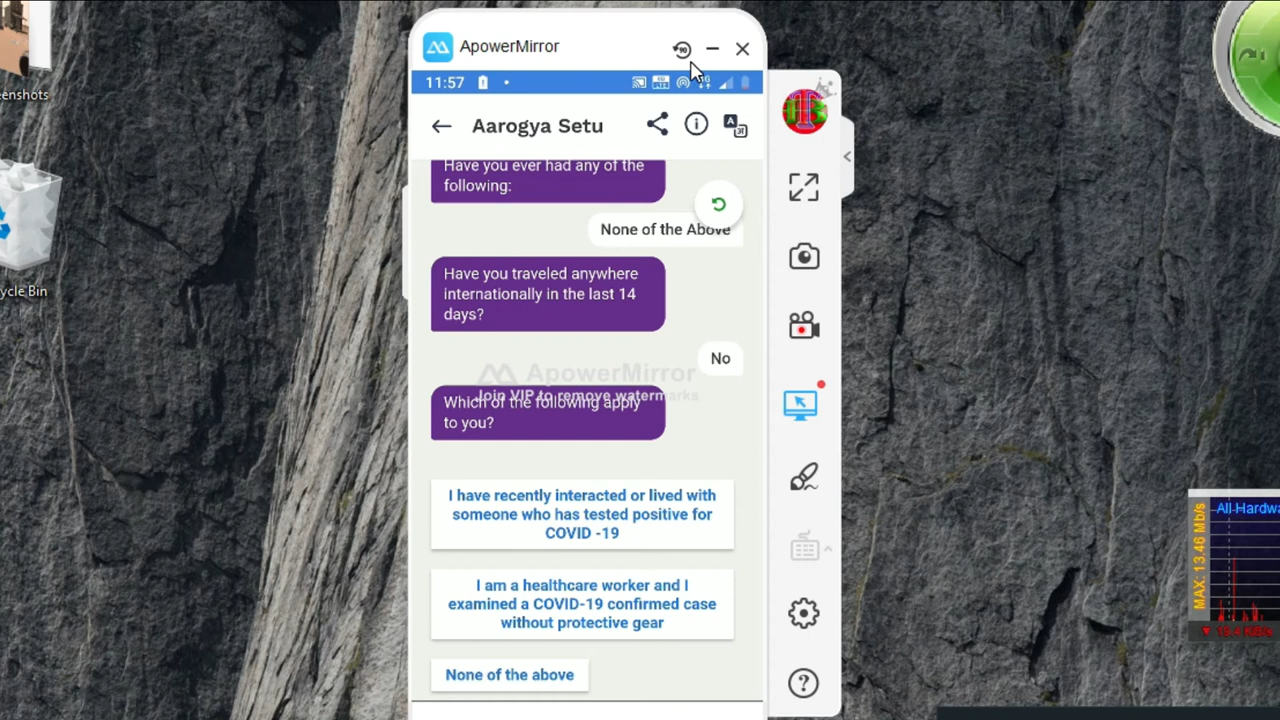 ApowerMirror
90
eenshots
11:57
Aarogya Setu
Have you ever had any of the
following:
None of the Above
Have you traveled anywhere
internationally in the last 14
days?
No
ApowerMirror
Join VIP to remove watermarks
Which of the following apply
to you?
I have recently interacted or lived with
someone who has tested positive for
COVID -19
I am a healthcare worker and I
examined a COVID-19 confirmed case
without protective gear
None of the above
ycle Bin
All Hardwa
MAX: 13.46 Mb/s